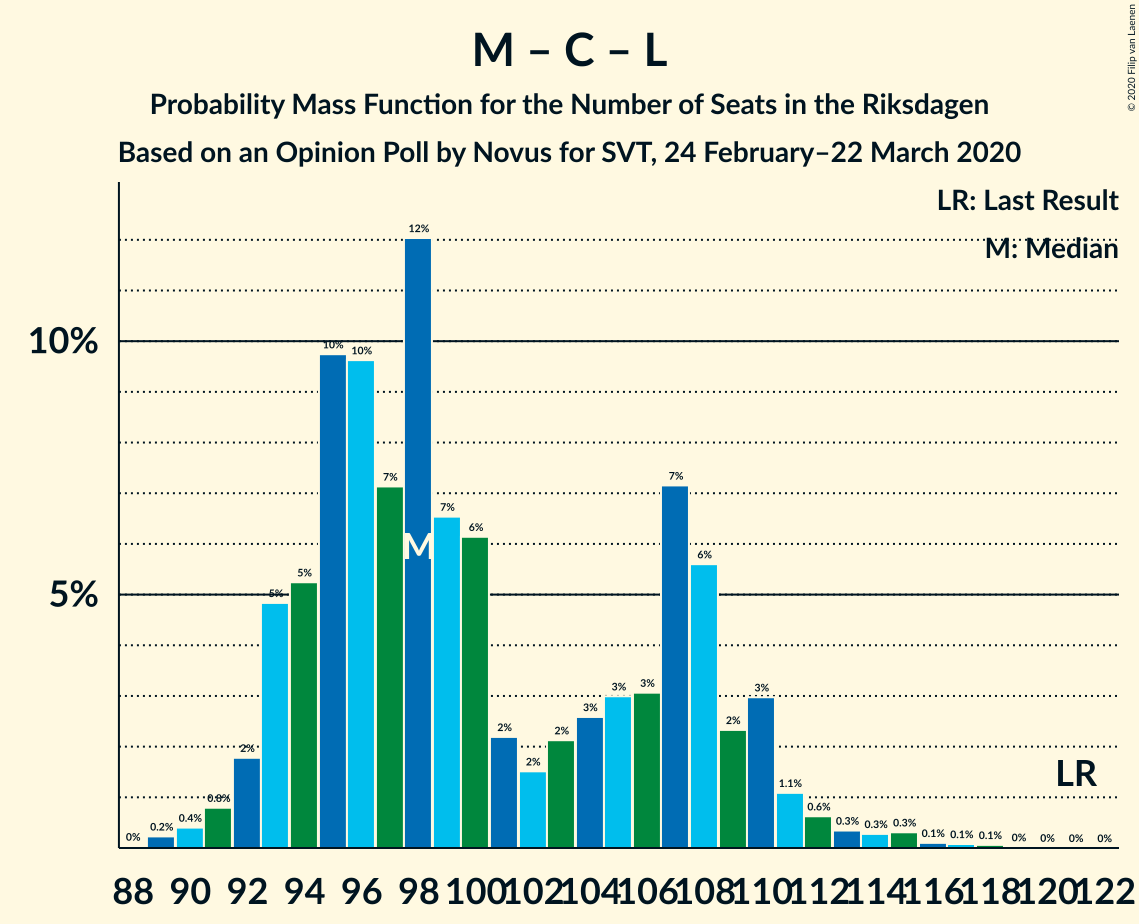 © 2020 Filip van Laenen
M – C – L
Probability Mass Function for the Number of Seats in the Riksdagen
Based on an Opinion Poll by Novus for SVT, 24 February–22 March 2020
LR: Last Result
M: Median
10%
5%
0% 0.2% 0.4% 0.8% 2% 5% 5% 10% 10% 7% 12% 7% 6% 2% 2% 2% 3% 3% 3% 7% 6% 2% 3% 1.1% 0.6% 0.3% 0.3% 0.3% 0.1% 0.1% 0.1% 0% 0% 0% 0%
M
LR
88 90 92 94 96 98 100 102 104 106 108 110 112 114 116 118 120 122